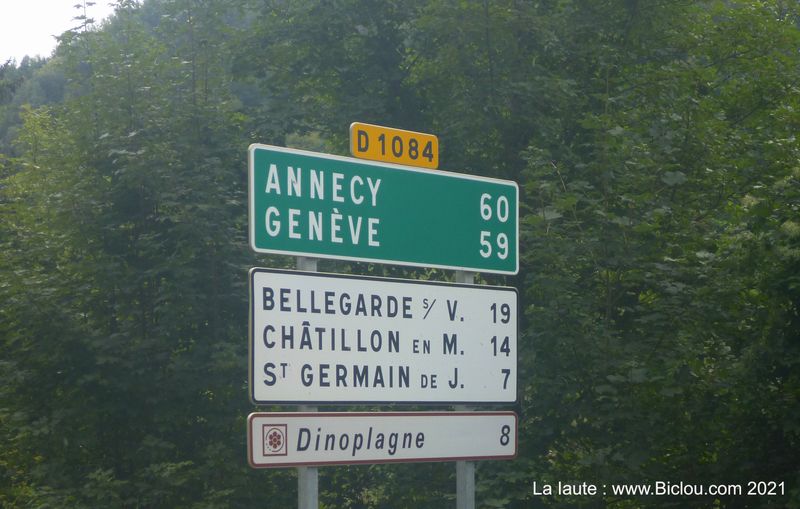 D 1084
ANNECY 60
GENÈVE 59
BELLEGARDE S/ V. 19
CHÂTILLON EN M. 14
ST GERMAIN DE J. 7
Dinoplagne 8
La laute : www.Biclou.com 2021